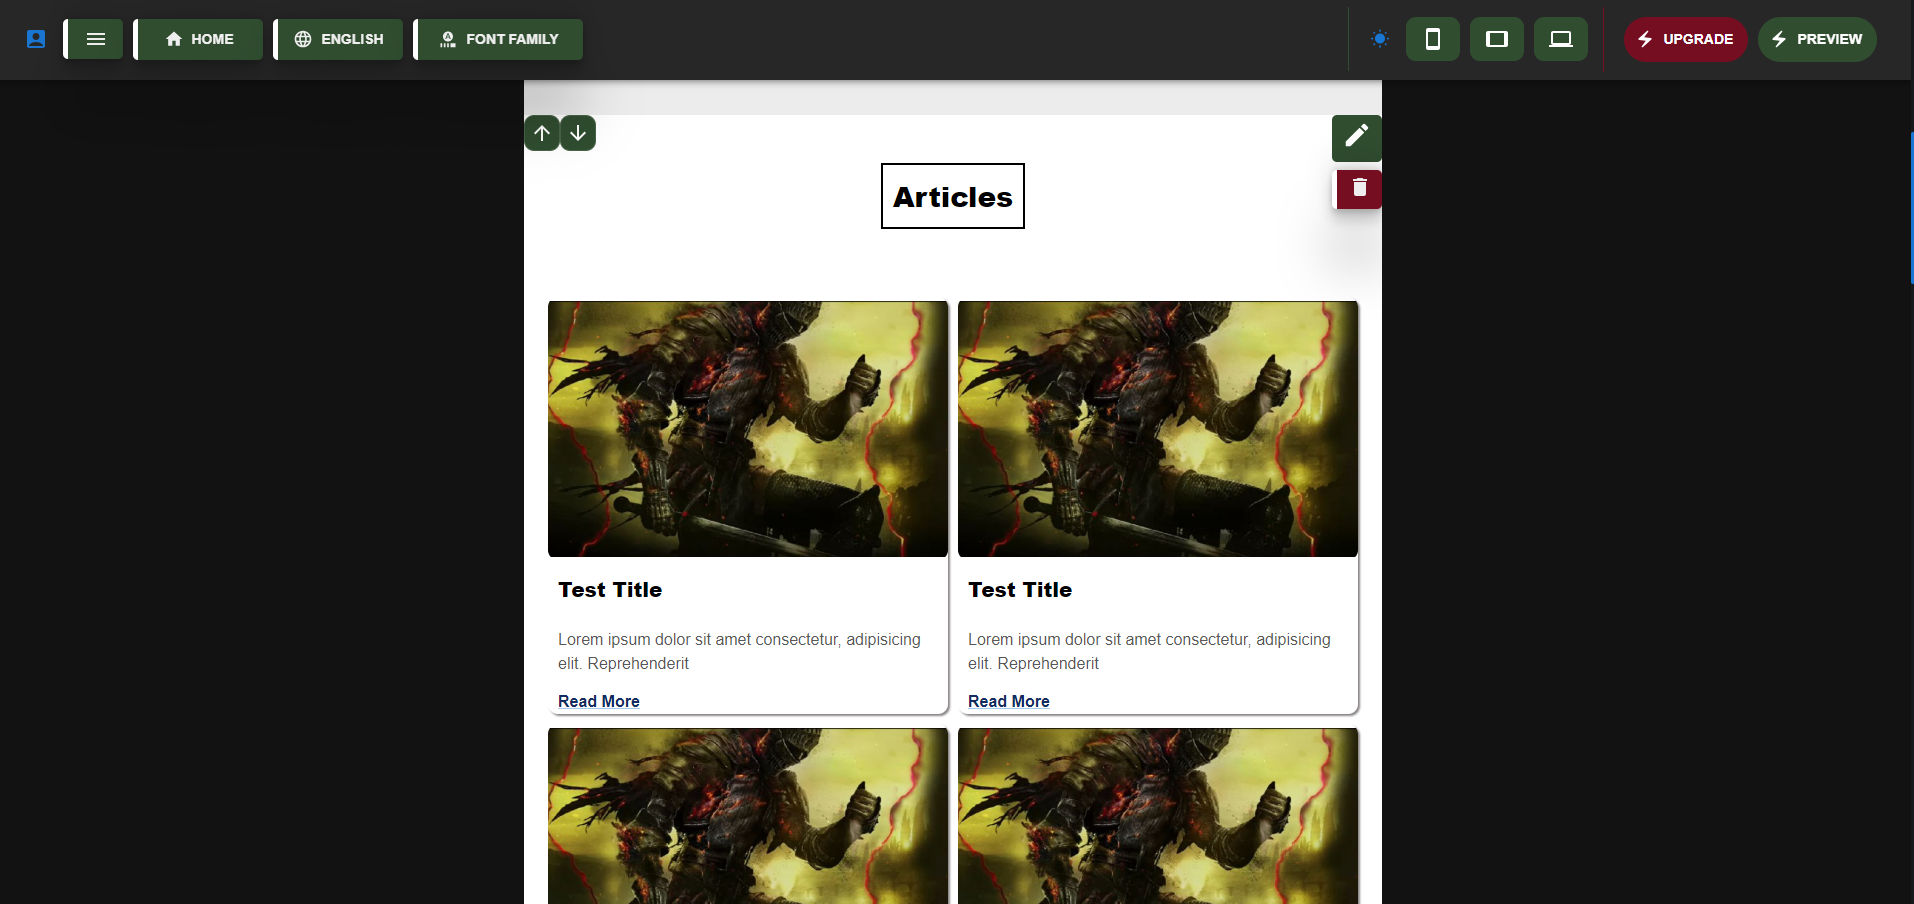 HOME
ENGLISH
FONT FAMILY
UPGRADE
PREVIEW
Articles
Test Title
Lorem ipsum dolor sit amet consectetur, adipisicing
elit. Reprehenderit
Read More
Test Title
Lorem ipsum dolor sit amet consectetur, adipisicing
elit. Reprehenderit
Read More